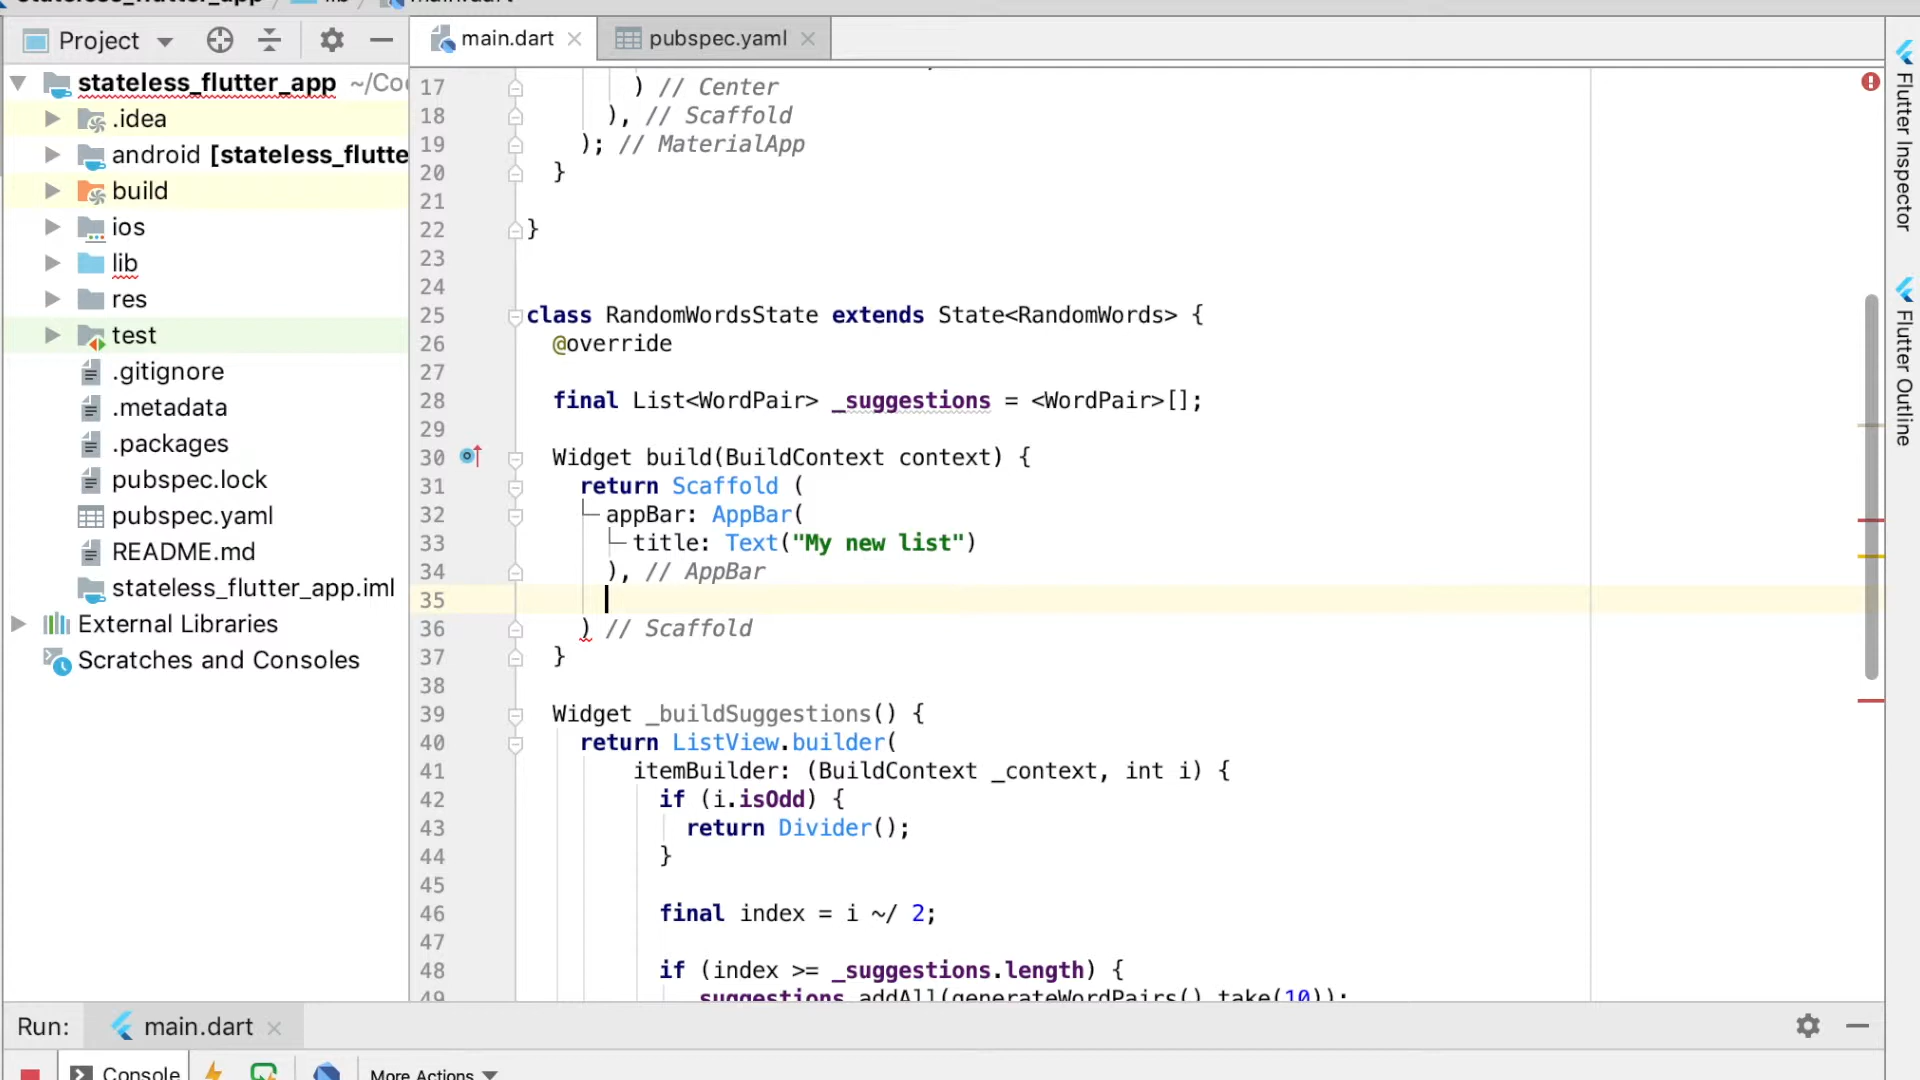 Project
main.dart
pubspec.yaml
stateless_flutter_app ~/Co
.idea
android [stateless_flutte
build
ios
lib
res
test
.gitignore
.metadata
.packages
pubspec.lock
pubspec.yaml
README.md
stateless_flutter_app.iml
External Libraries
Scratches and Consoles
17 ) // Center
18 ), // Scaffold
19 ); // MaterialApp
20 }
21
22 }
23
24
25 class RandomWordsState extends State<RandomWords> {
26 @override
27
28 final List<WordPair> _suggestions = <WordPair>[];
29
30 Widget build(BuildContext context) {
31 return Scaffold (
32 appBar: AppBar(
33 title: Text("My new list")
34 ), // AppBar
35
36 ) // Scaffold
37 }
38
39 Widget _buildSuggestions() {
40 return ListView.builder(
41 itemBuilder: (BuildContext _context, int i) {
42 if (i.isOdd) {
43 return Divider();
44 }
45
46 final index = i ~/ 2;
47
48 if (index >= _suggestions.length) {
49 suggestions.addAll(generateWordPairs().take(10));
Flutter Inspector
Flutter Outline
Run: main.dart
Console
More Actions